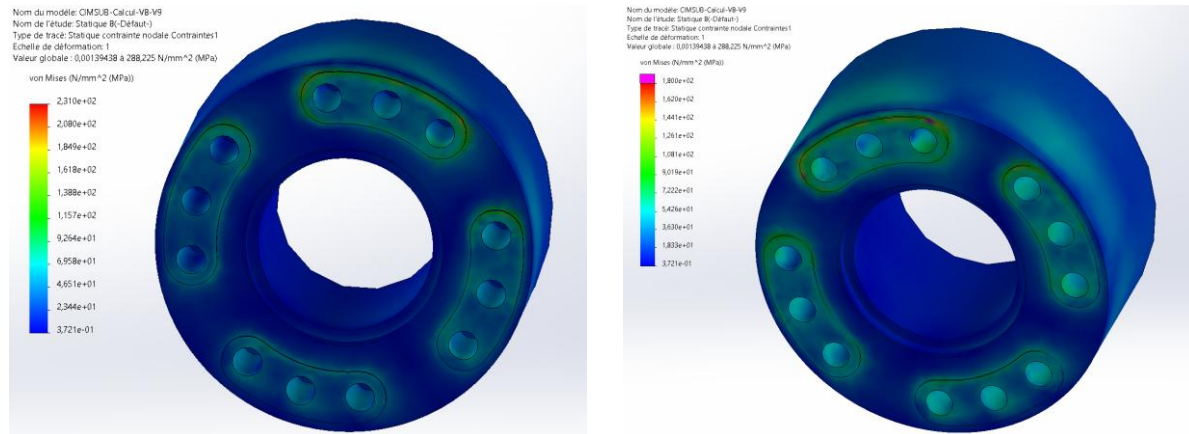 Nom du modèle: CIMSUB-Calcul-VB-V9
Nom de l'étude: Statique B(-Défaut-)
Type de tracé: Statique contrainte nodale Contraintes1
Echelle de déformation: 1
Valeur globale : 0,00139438 à 288,225 N/mm^2 (MPa)
von Mises (N/mm^2 (MPa))
2,310e+02
2,080e+02
1,849e+02
1,618e+02
1,388e+02
1,157e+02
9,264e+01
6,958e+01
4,651e+01
2,344e+01
3,721e-01
Nom du modèle: CIMSUB-Calcul-VB-V9
Nom de l'étude: Statique B(-Défaut-)
Type de tracé: Statique contrainte nodale Contraintes1
Echelle de déformation: 1
Valeur globale : 0,00139438 à 288,225 N/mm^2 (MPa)
von Mises (N/mm^2 (MPa))
1,800e+02
1,620e+02
1,441e+02
1,261e+02
1,081e+02
9,019e+01
7,222e+01
5,426e+01
3,630e+01
1,833e+01
3,721e-01